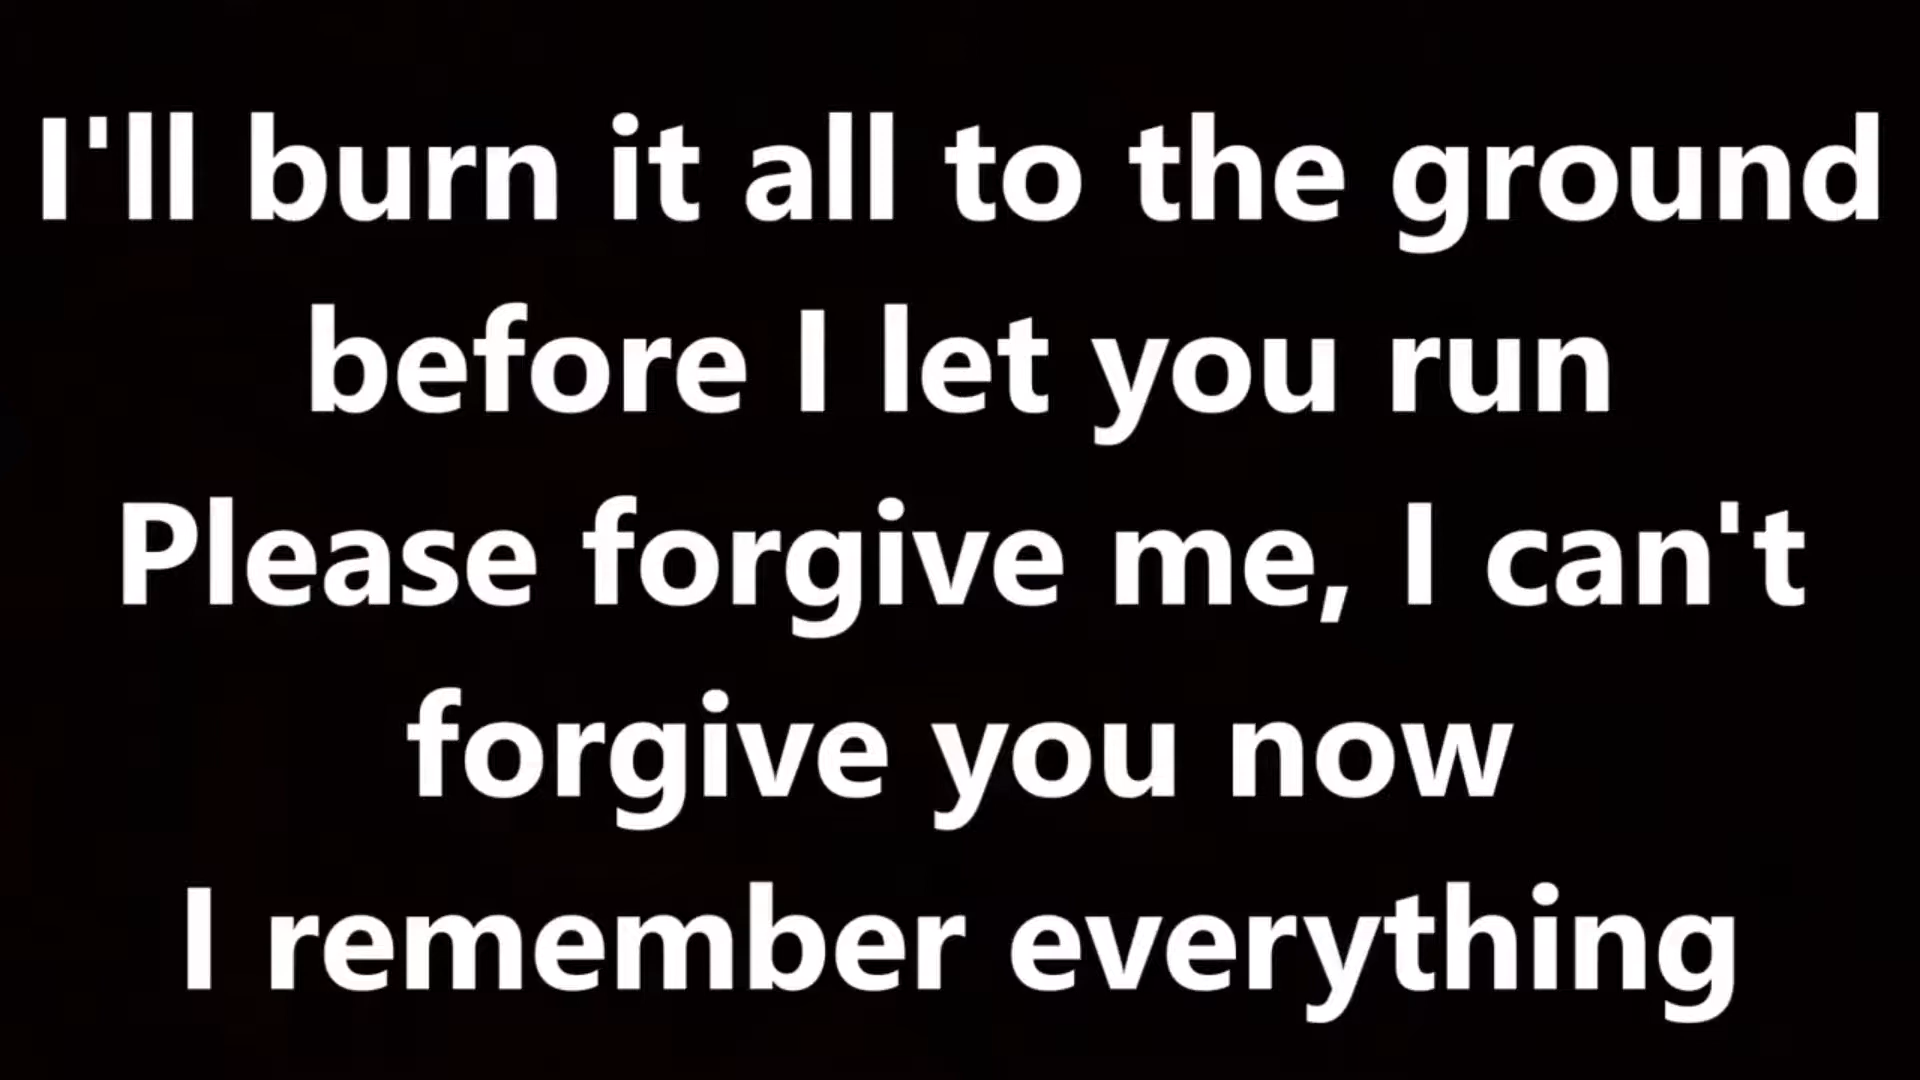 I'll burn it all to the ground
before I let you run
Please forgive me, I can't
forgive you now
I remember everything